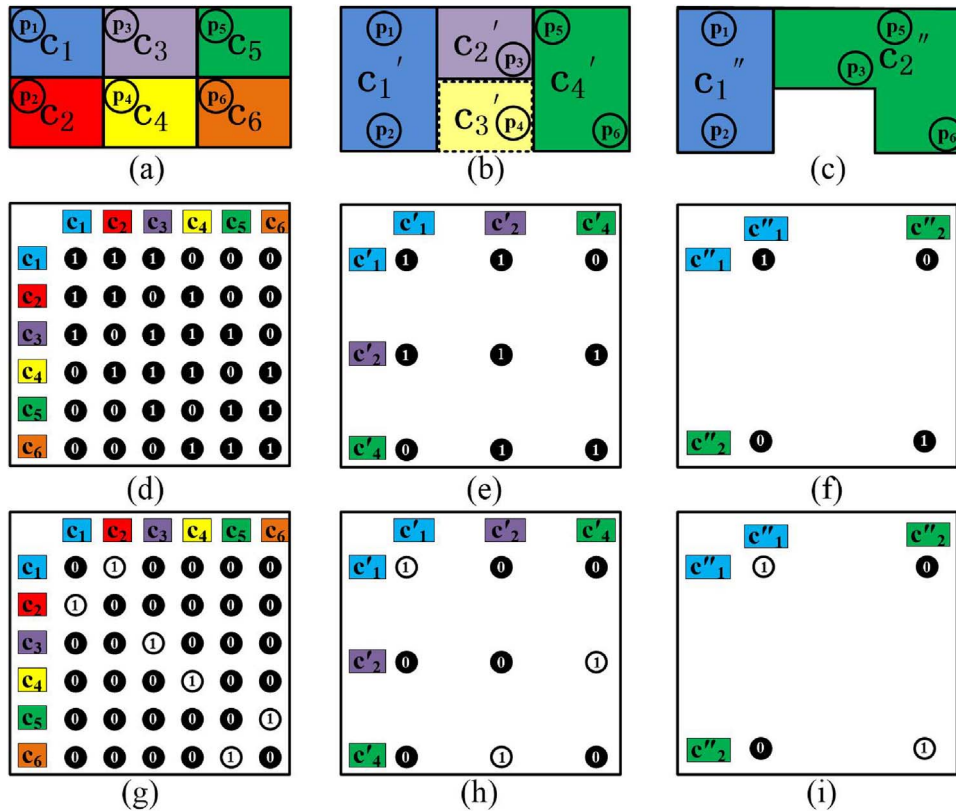 p₁ c₁ p₃ c₃ p₅ c₅
p₂ c₂ p₄ c₄ p₆ c₆
(a)
p₁ c₂′ p₃ p₅
c₁′ c₄′
p₂ c₃′ p₄ p₆
(b)
p₁ p₅
c₁″ p₃ c₂″
p₂ p₆
(c)
c₁ c₂ c₃ c₄ c₅ c₆
c₁ 1 1 1 0 0 0
c₂ 1 1 0 1 0 0
c₃ 1 0 1 1 1 0
c₄ 0 1 1 1 0 1
c₅ 0 0 1 0 1 1
c₆ 0 0 0 1 1 1
(d)
c′₁ c′₂ c′₄
c′₁ 1 1 0
c′₂ 1 1 1
c′₄ 0 1 1
(e)
c″₁ c″₂
c″₁ 1 0
c″₂ 0 1
(f)
c₁ c₂ c₃ c₄ c₅ c₆
c₁ 0 1 0 0 0 0
c₂ 1 0 0 0 0 0
c₃ 0 0 1 0 0 0
c₄ 0 0 0 1 0 0
c₅ 0 0 0 0 0 1
c₆ 0 0 0 0 1 0
(g)
c′₁ c′₂ c′₄
c′₁ 1 0 0
c′₂ 0 0 1
c′₄ 0 1 0
(h)
c″₁ c″₂
c″₁ 1 0
c″₂ 0 1
(i)